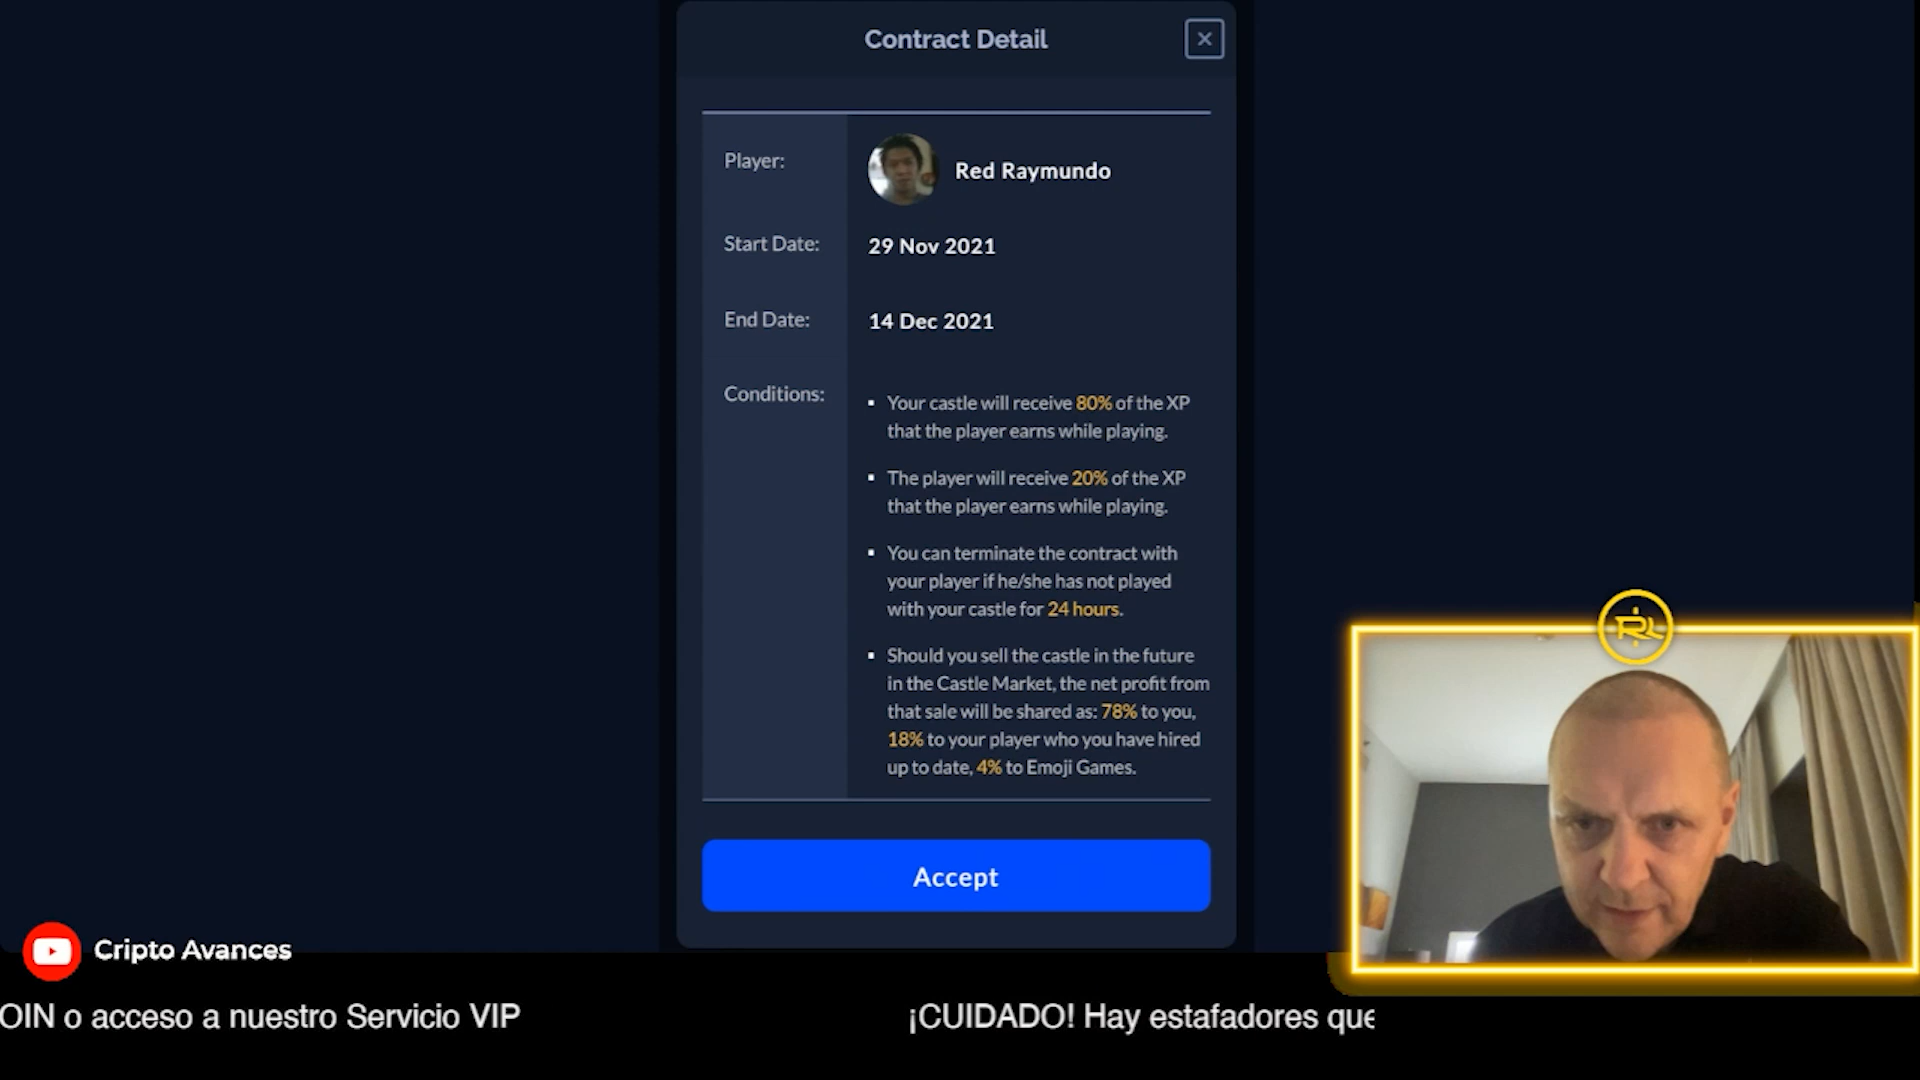 Contract Detail
Player:
Red Raymundo
Start Date:
29 Nov 2021
End Date:
14 Dec 2021
Conditions:
▪ Your castle will receive 80% of the XP
that the player earns while playing.
▪ The player will receive 20% of the XP
that the player earns while playing.
▪ You can terminate the contract with
your player if he/she has not played
with your castle for 24 hours.
▪ Should you sell the castle in the future
in the Castle Market, the net profit from
that sale will be shared as: 78% to you,
18% to your player who you have hired
up to date, 4% to Emoji Games.
Accept
Cripto Avances
OIN o acceso a nuestro Servicio VIP
¡CUIDADO! Hay estafadores que